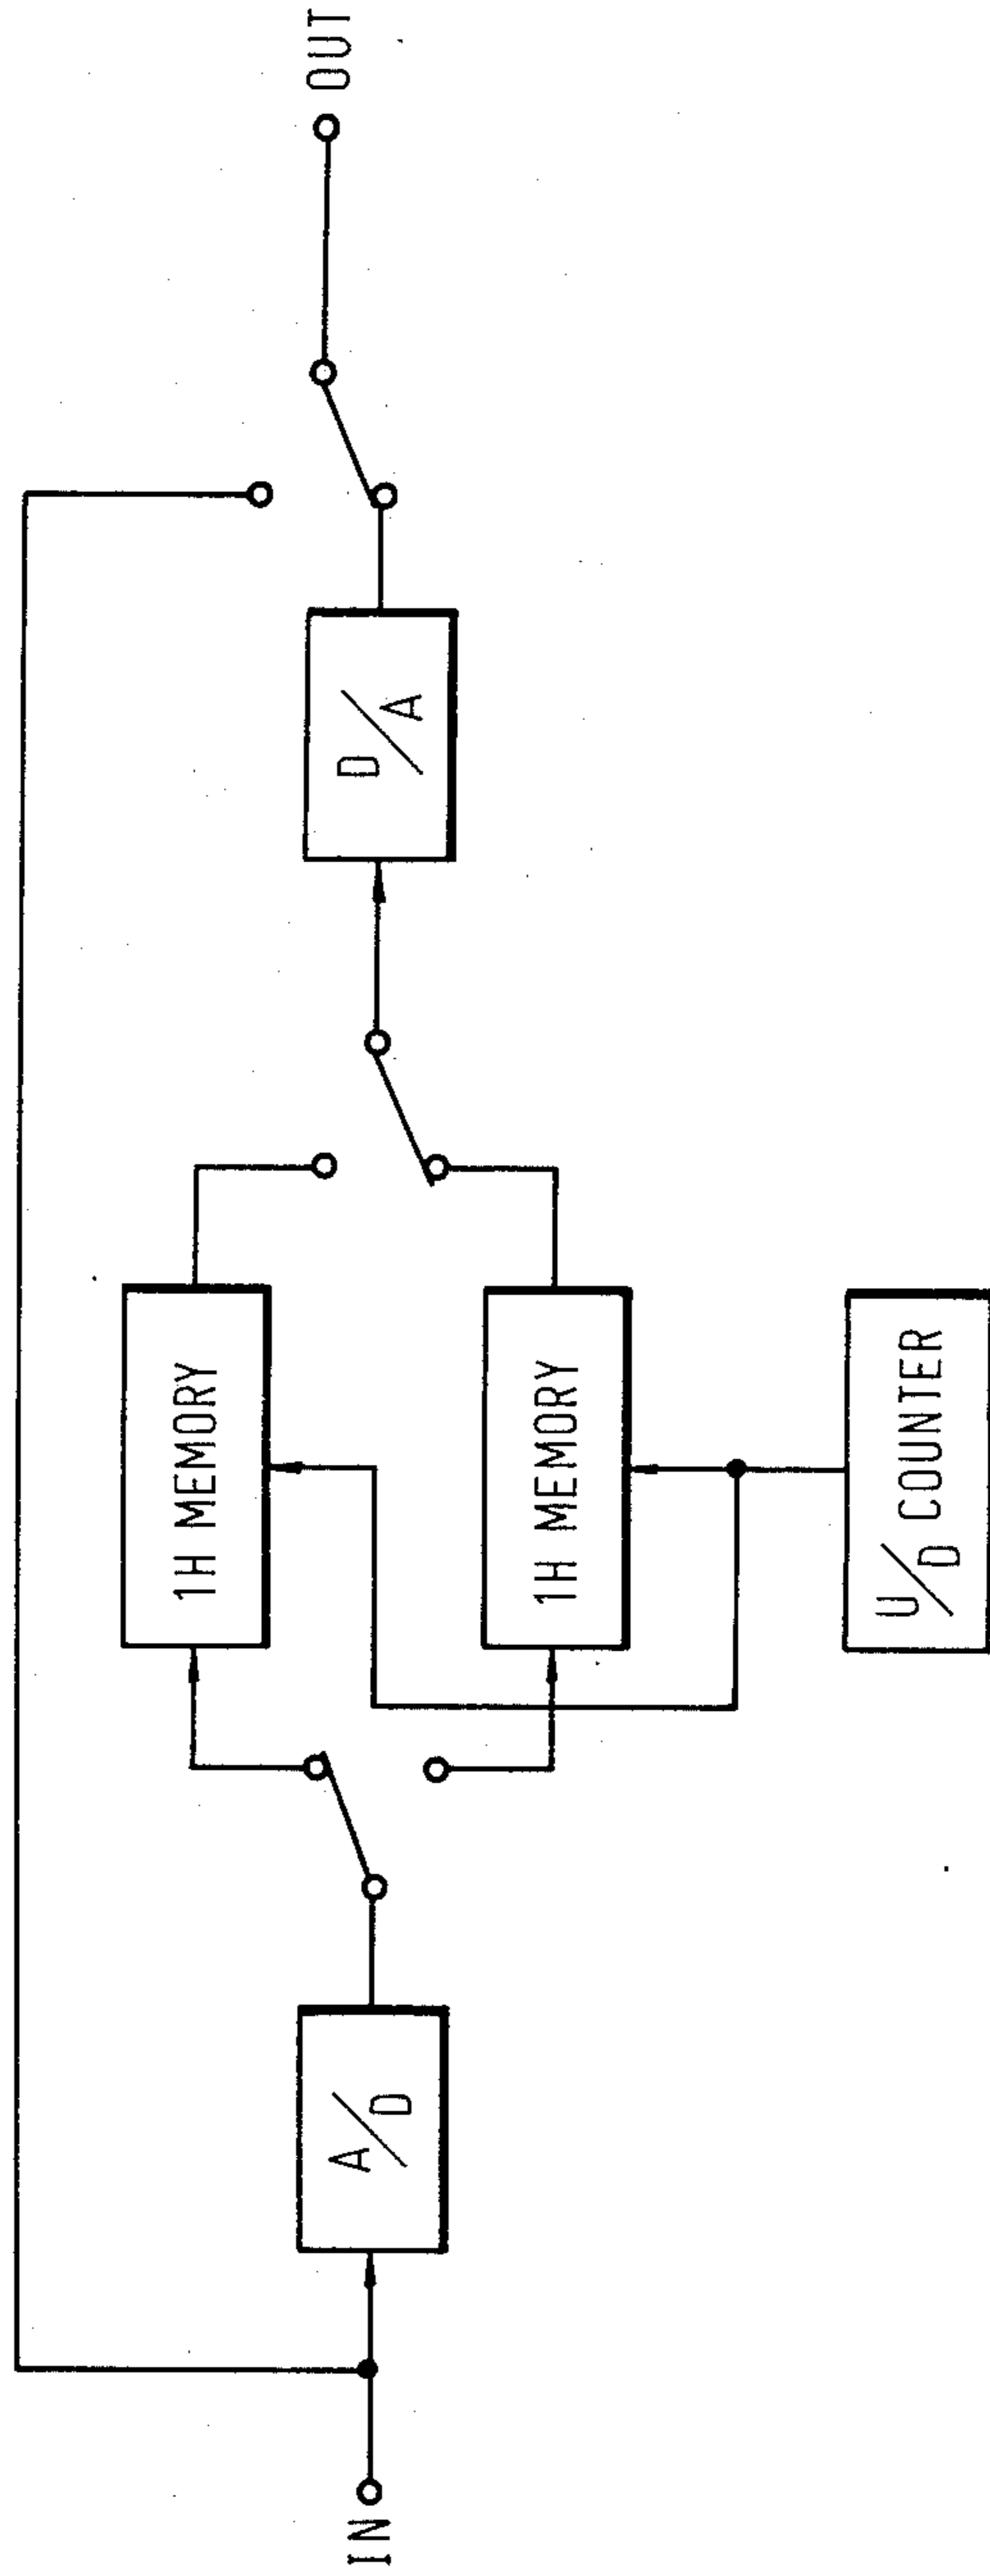 IN
A/D
1H MEMORY
1H MEMORY
U/D COUNTER
D/A
OUT